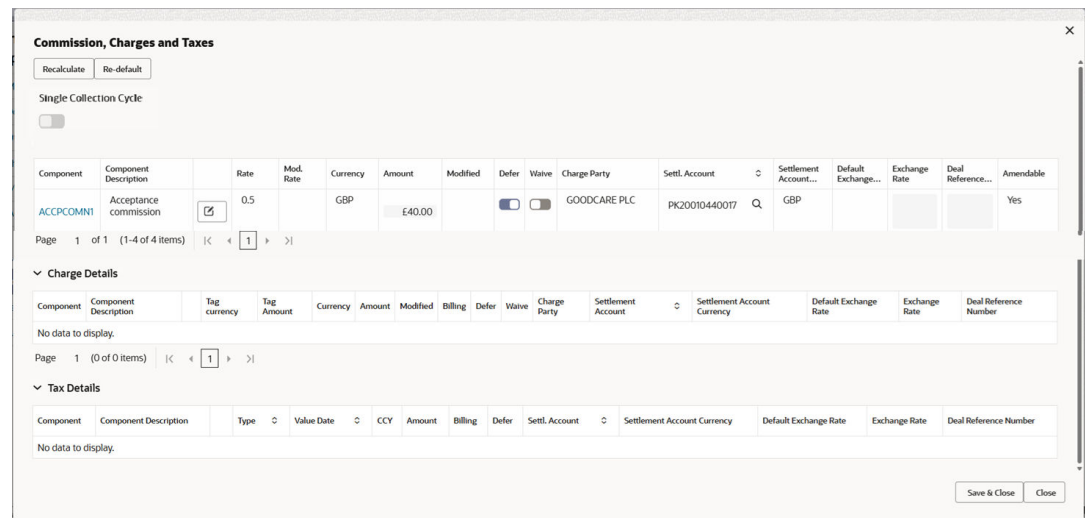 Commission, Charges and Taxes
Recalculate Re-default
Single Collection Cycle
Component Component Description Rate Mod. Rate Currency Amount Modified Defer Waive Charge Party Settl. Account Settlement Account... Default Exchange... Exchange Rate Deal Reference... Amendable
ACCPCOMN1 Acceptance commission 0.5 GBP £40.00 GOODCARE PLC PK20010440017 GBP Yes
Page 1 of 1 (1-4 of 4 items) 1
Charge Details
Component Component Description Tag currency Tag Amount Currency Amount Modified Billing Defer Waive Charge Party Settlement Account Settlement Account Currency Default Exchange Rate Exchange Rate Deal Reference Number
No data to display.
Page 1 (0 of 0 items) 1
Tax Details
Component Component Description Type Value Date CCY Amount Billing Defer Settl. Account Settlement Account Currency Default Exchange Rate Exchange Rate Deal Reference Number
No data to display.
Save & Close Close